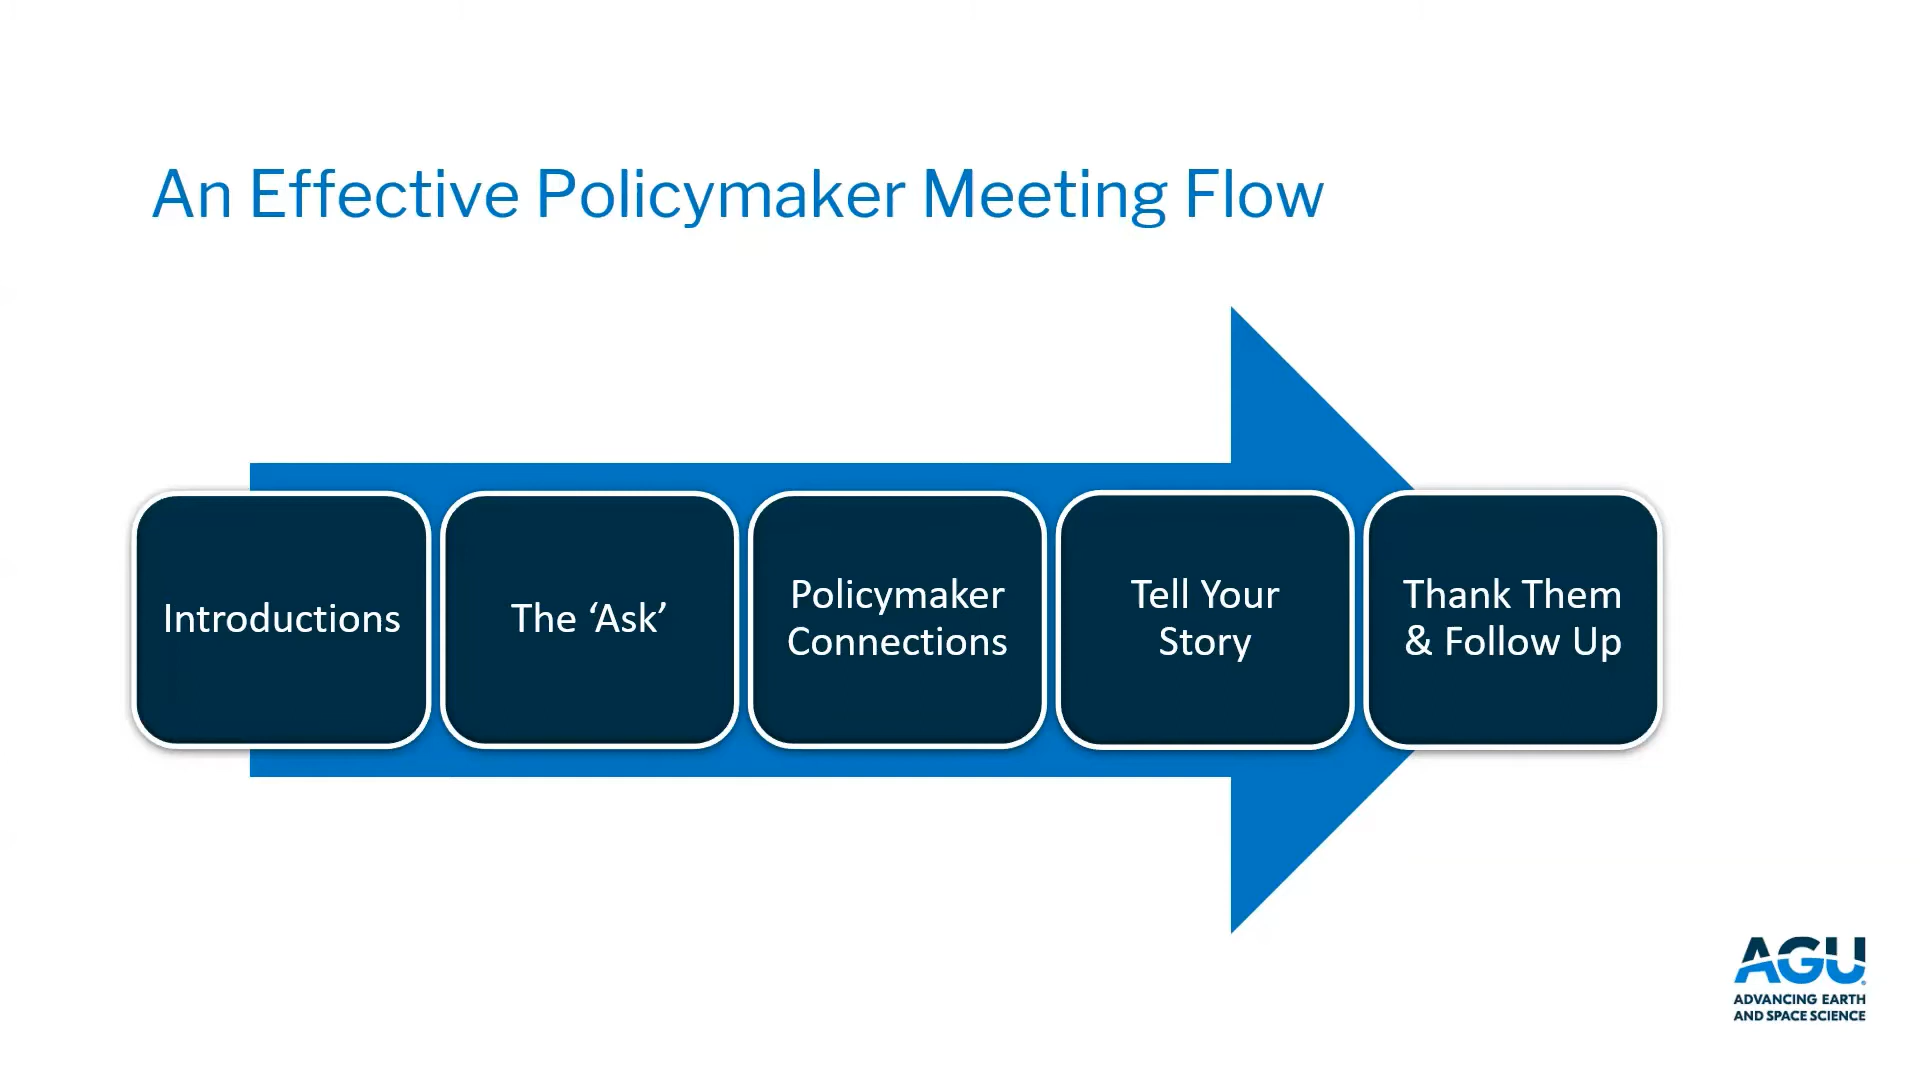 An Effective Policymaker Meeting Flow
Introductions
The ‘Ask’
Policymaker
Connections
Tell Your
Story
Thank Them
& Follow Up
AGU
ADVANCING EARTH
AND SPACE SCIENCE